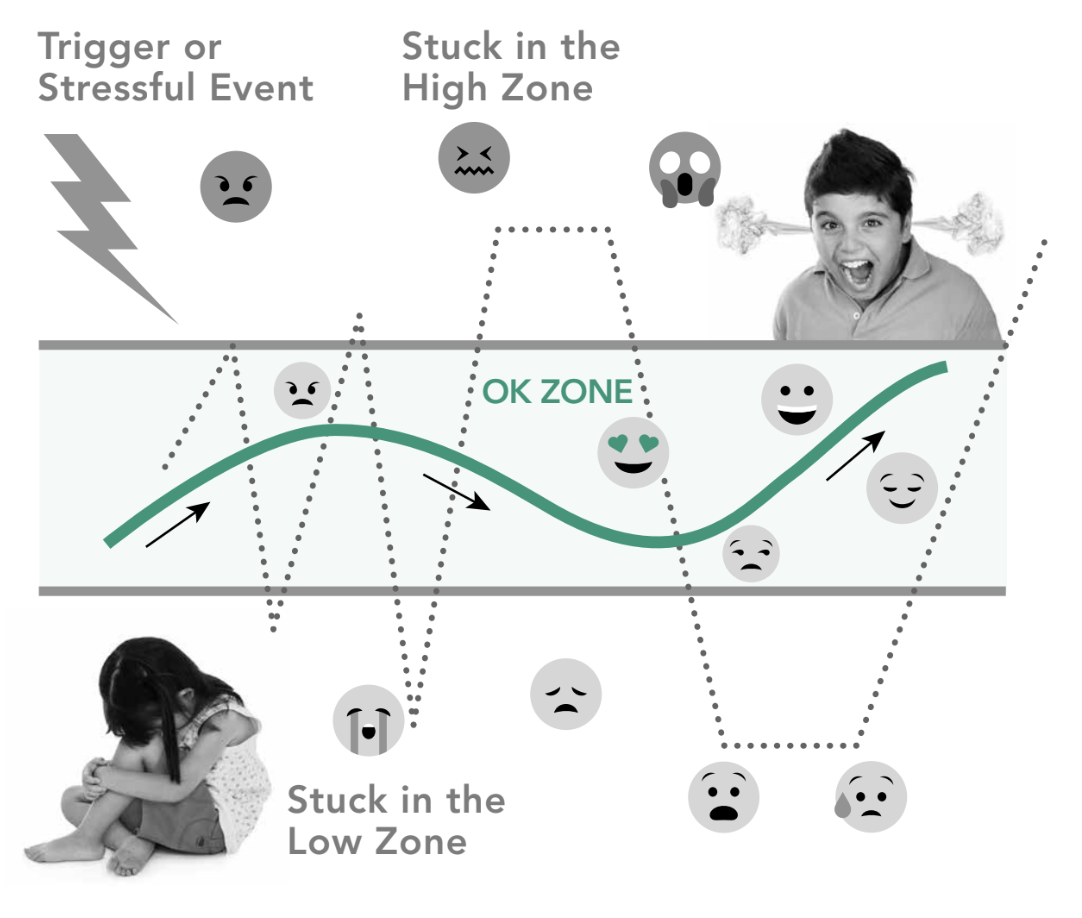 Trigger or
Stressful Event
Stuck in the
High Zone
OK ZONE
Stuck in the
Low Zone